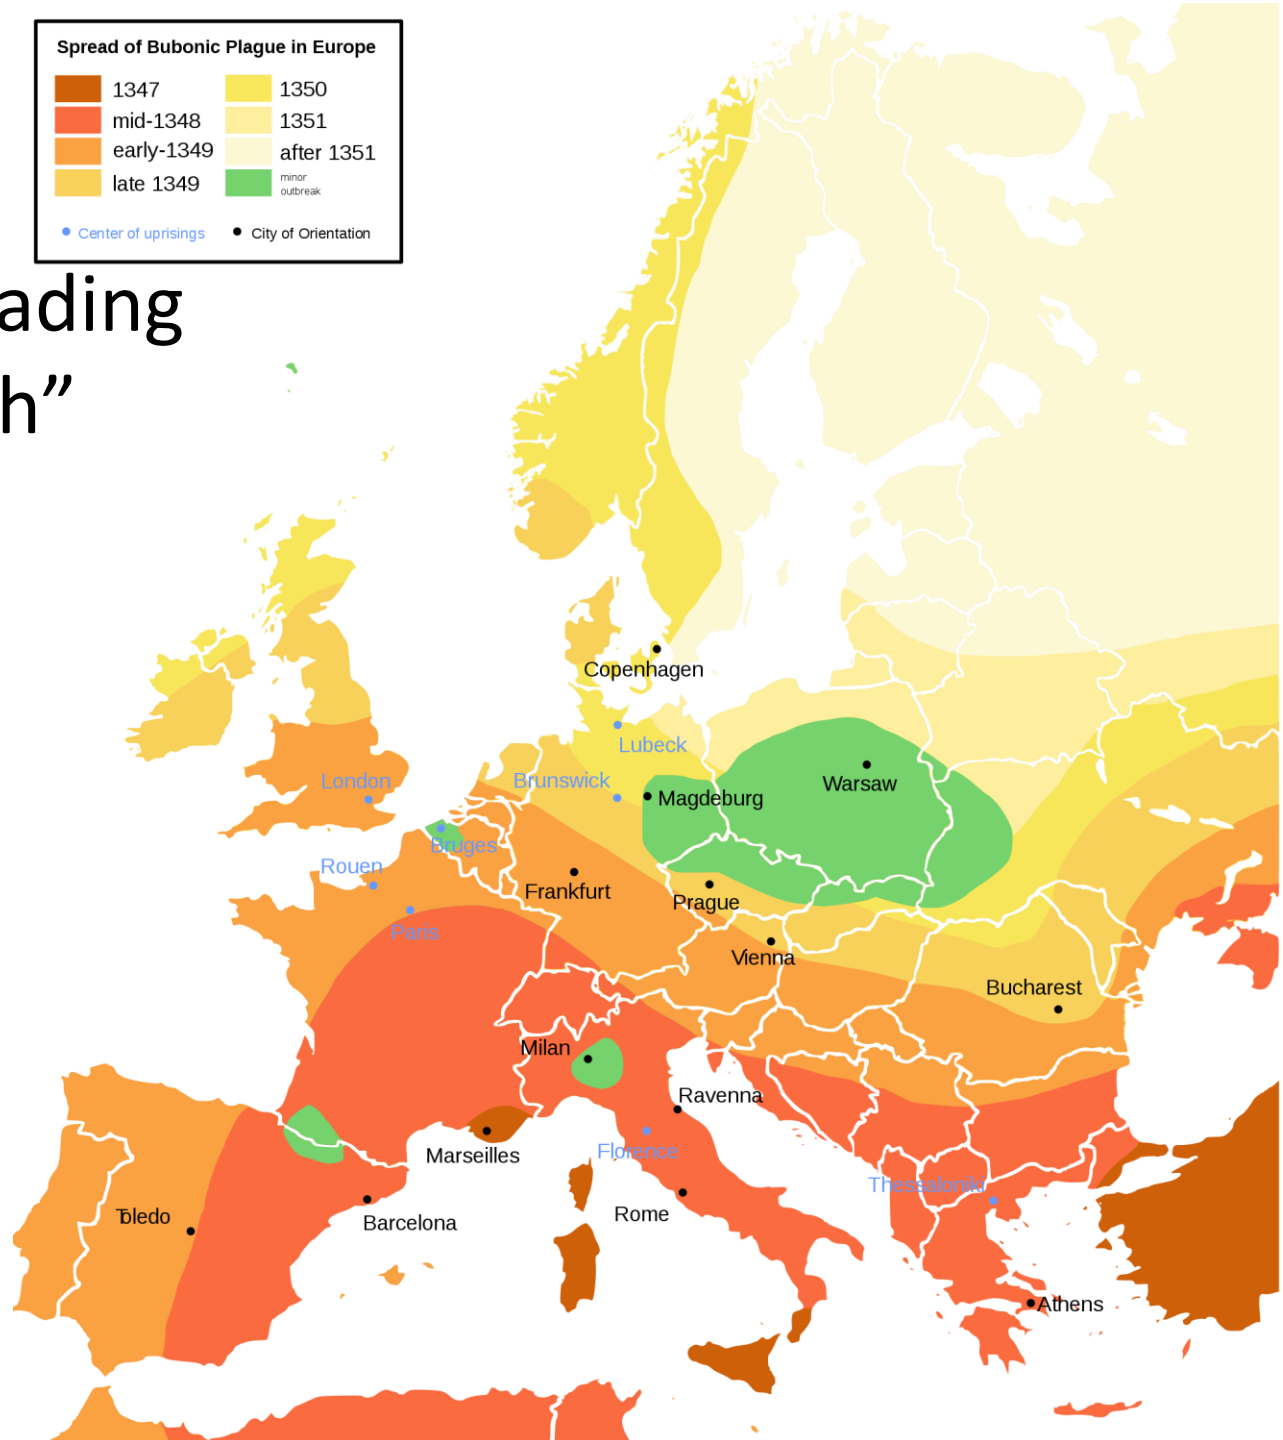 Spread of Bubonic Plague in Europe
1347
1350
mid-1348
1351
early-1349
after 1351
late 1349
minor
outbreak
Center of uprisings
City of Orientation
ading
h”
Copenhagen
Lubeck
London
Brunswick
Magdeburg
Warsaw
Bruges
Rouen
Frankfurt
Prague
Paris
Vienna
Bucharest
Milan
Ravenna
Marseilles
Florence
Thessaloniki
Toledo
Barcelona
Rome
Athens